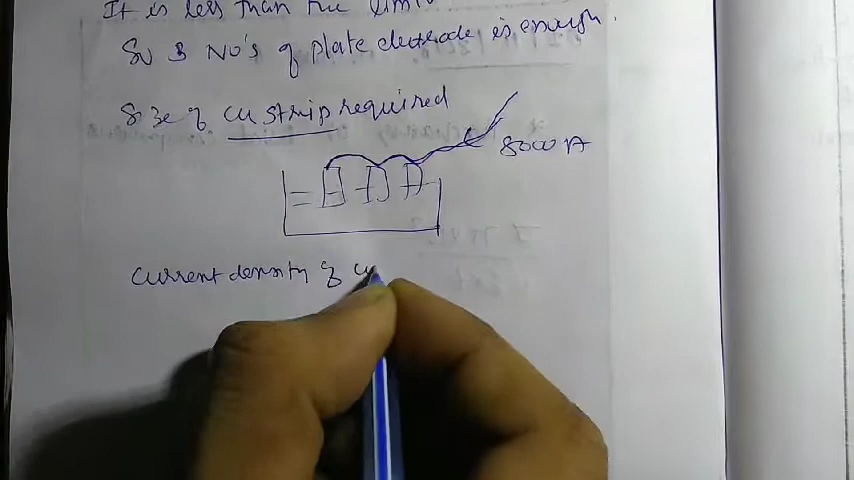 It is less than the limit
So 3 NO's of plate electrode is enough.
Size of cu strip required
8000 A
Current density of cu